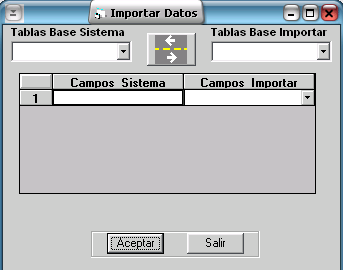 Importar Datos
Tablas Base Sistema
Tablas Base Importar
Campos Sistema Campos Importar
1
Aceptar Salir